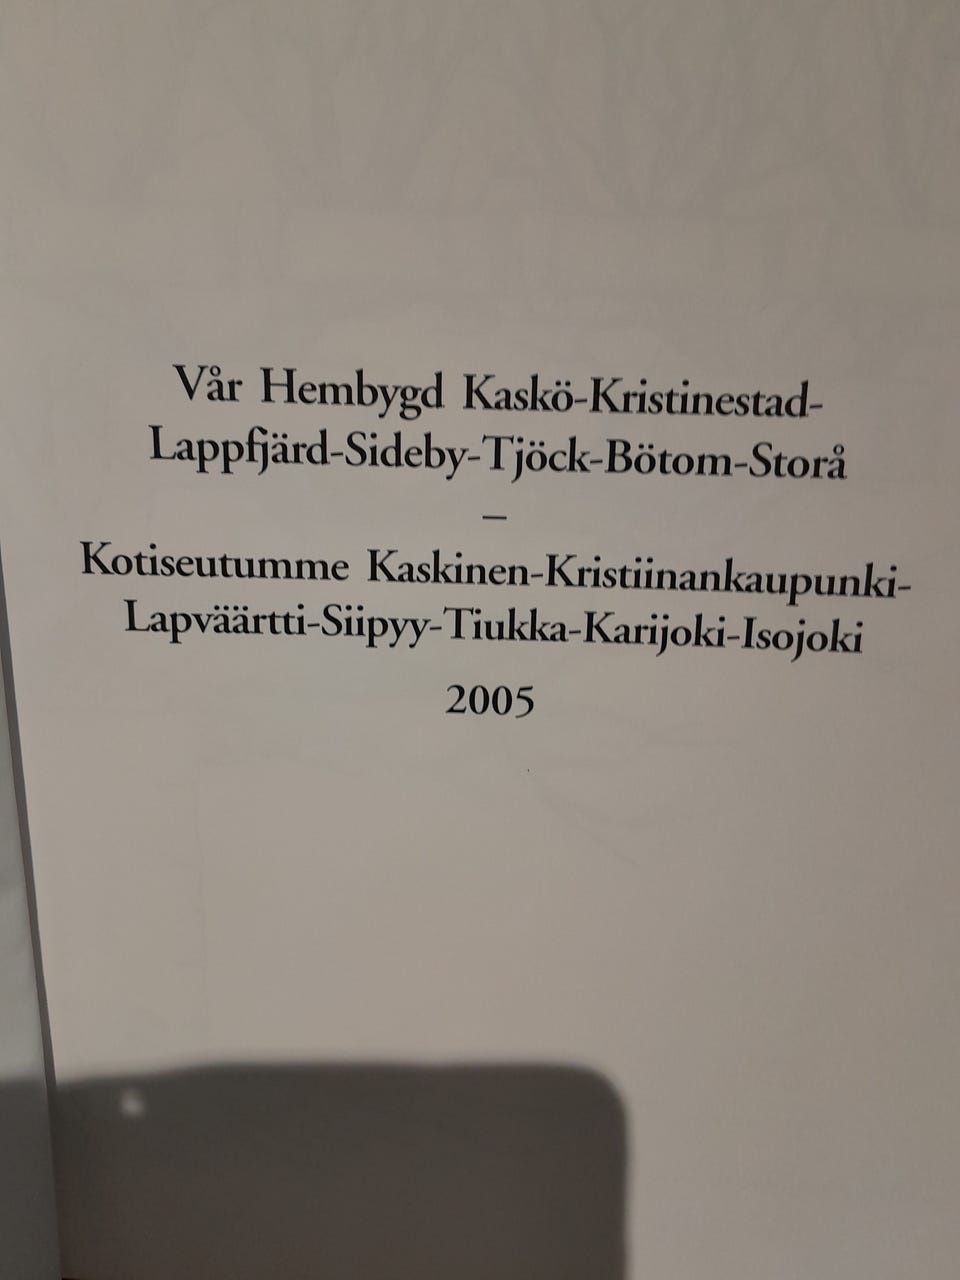 Vår Hembygd Kaskö-Kristinestad-
Lappfjärd-Sideby-Tjöck-Bötom-Storå
–
Kotiseutumme Kaskinen-Kristiinankaupunki-
Lapväärtti-Siipyy-Tiukka-Karijoki-Isojoki
2005